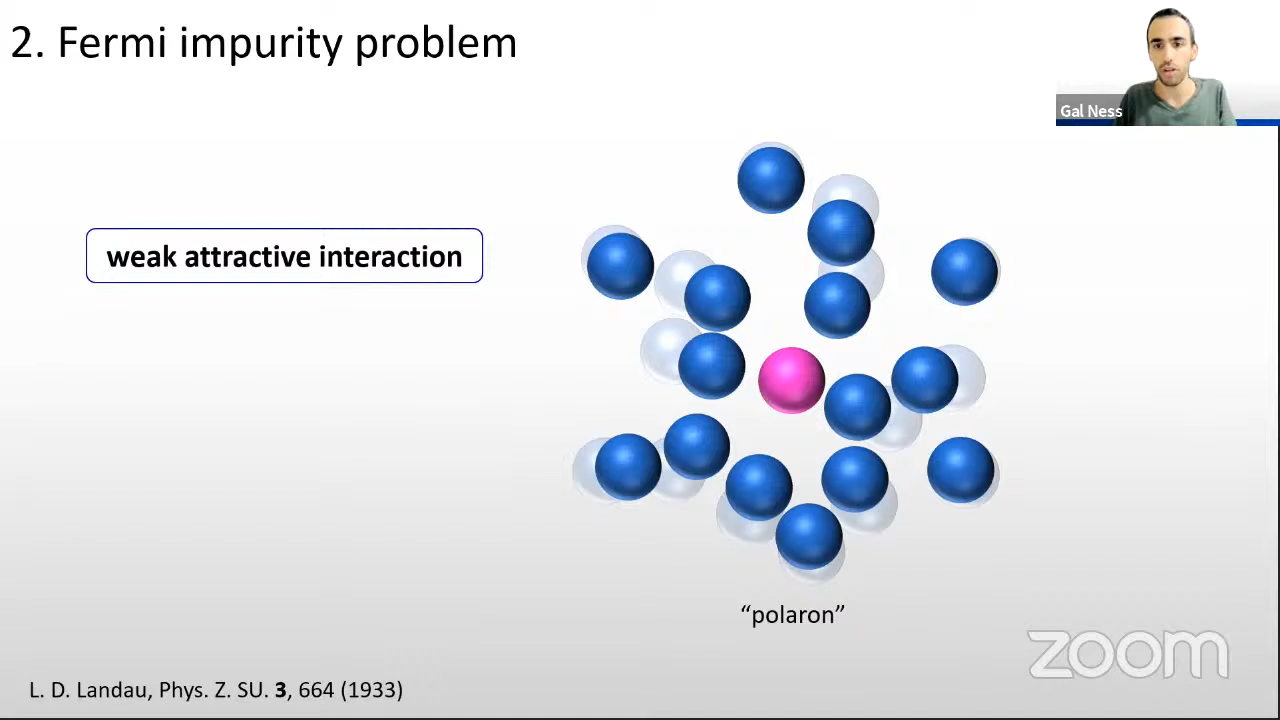 2. Fermi impurity problem
Gal Ness
weak attractive interaction
“polaron”
zoom
L. D. Landau, Phys. Z. SU. 3, 664 (1933)